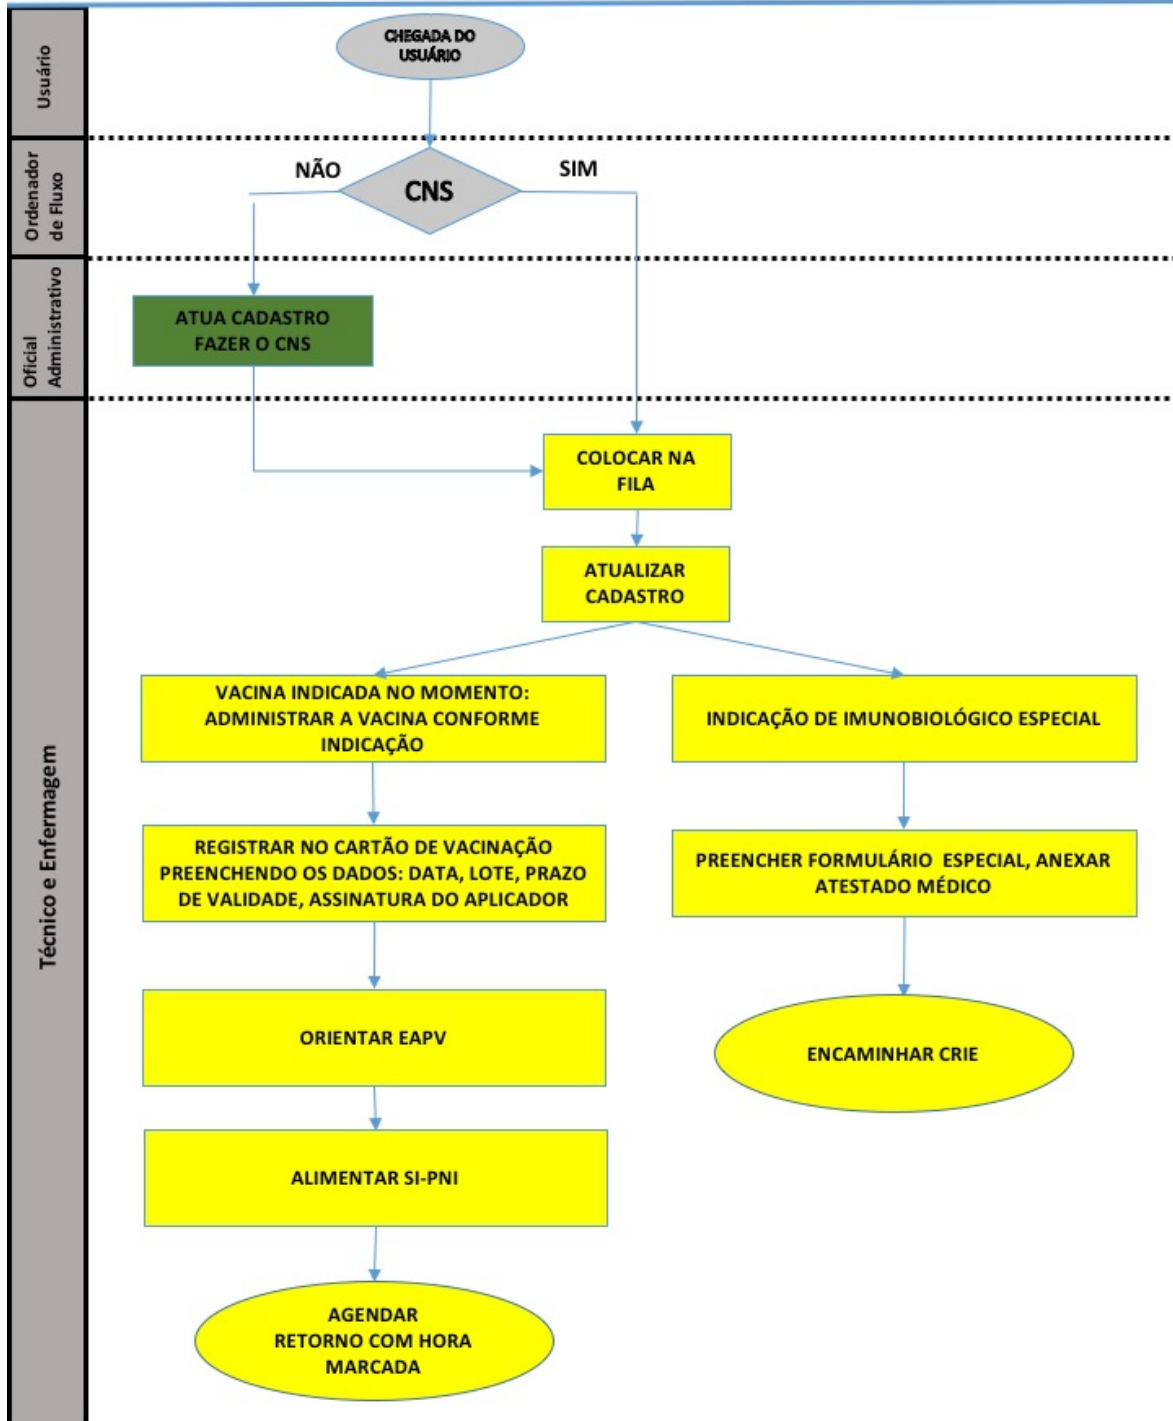 Usuário
CHEGADA DO
USUÁRIO
Ordenador
de Fluxo
NÃO
CNS
SIM
Oficial
Administrativo
ATUA CADASTRO
FAZER O CNS
Técnico e Enfermagem
COLOCAR NA
FILA
ATUALIZAR
CADASTRO
VACINA INDICADA NO MOMENTO:
ADMINISTRAR A VACINA CONFORME
INDICAÇÃO
INDICAÇÃO DE IMUNOBIOLÓGICO ESPECIAL
REGISTRAR NO CARTÃO DE VACINAÇÃO
PREENCHENDO OS DADOS: DATA, LOTE, PRAZO
DE VALIDADE, ASSINATURA DO APLICADOR
PREENCHER FORMULÁRIO ESPECIAL, ANEXAR
ATESTADO MÉDICO
ORIENTAR EAPV
ENCAMINHAR CRIE
ALIMENTAR SI-PNI
AGENDAR
RETORNO COM HORA
MARCADA